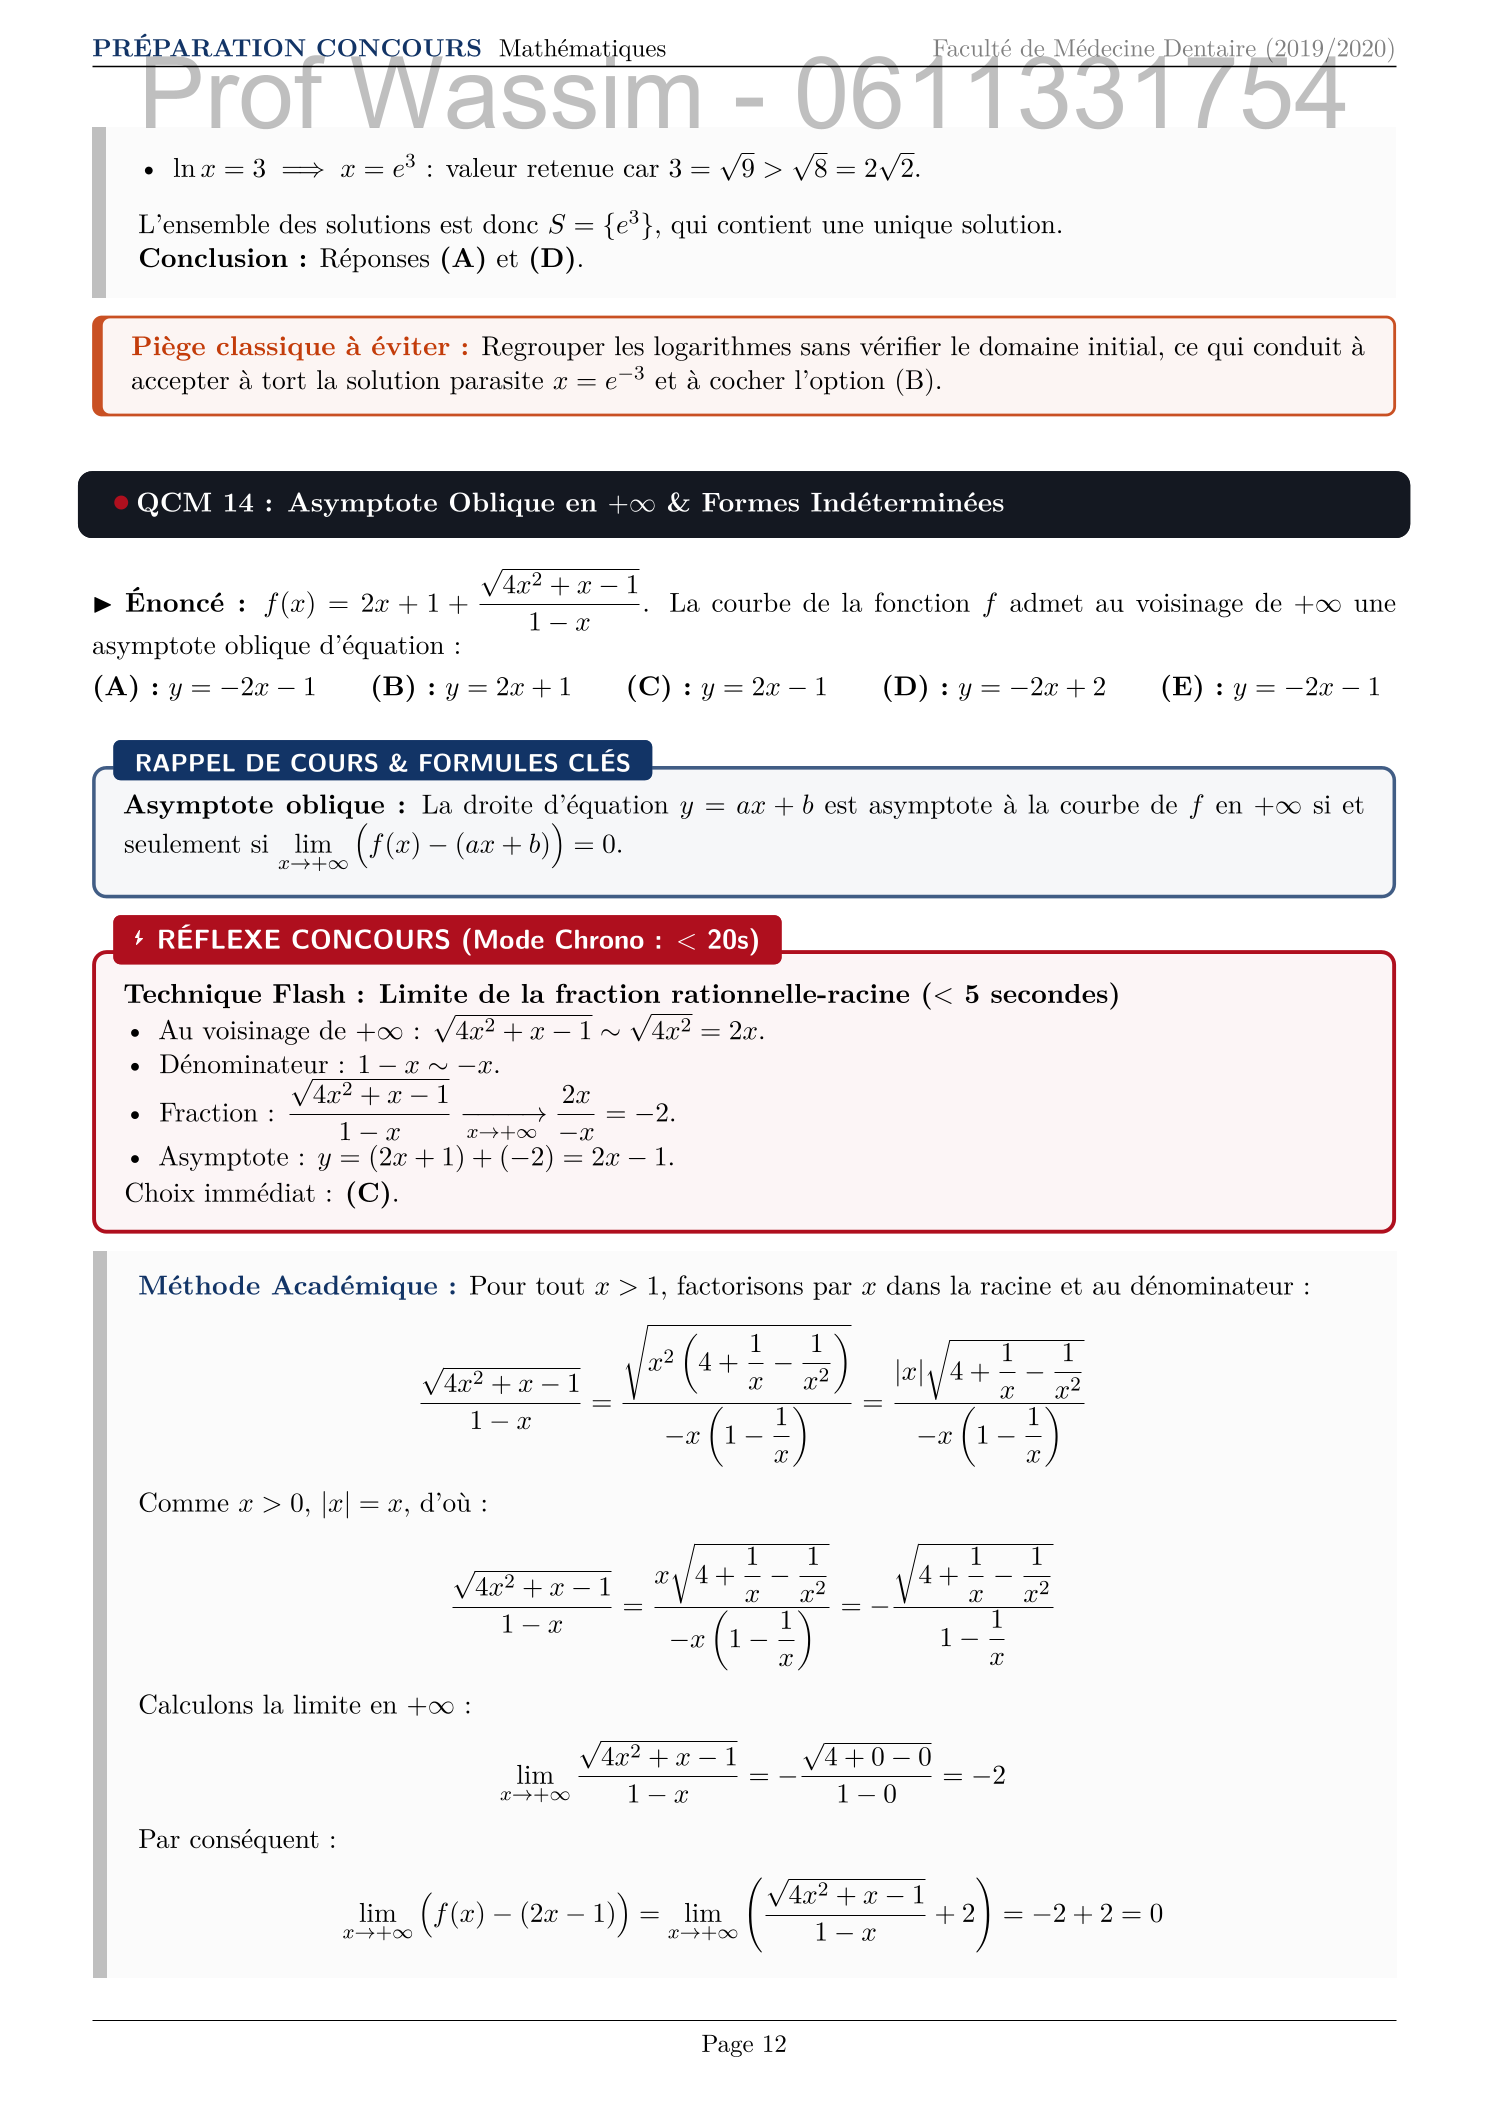 PRÉPARATION CONCOURS Mathématiques Faculté de Médecine Dentaire (2019/2020)
Prof Wassim - 0611331754
• ln x = 3 ⟹ x = e³ : valeur retenue car 3 = √9 > √8 = 2√2.
L'ensemble des solutions est donc S = {e³}, qui contient une unique solution.
Conclusion : Réponses (A) et (D).
Piège classique à éviter : Regrouper les logarithmes sans vérifier le domaine initial, ce qui conduit à
accepter à tort la solution parasite x = e⁻³ et à cocher l'option (B).
• QCM 14 : Asymptote Oblique en +∞ & Formes Indéterminées
▶ Énoncé : f(x) = 2x + 1 + √(4x² + x − 1)/(1 − x). La courbe de la fonction f admet au voisinage de +∞ une
asymptote oblique d'équation :
(A) : y = −2x − 1 (B) : y = 2x + 1 (C) : y = 2x − 1 (D) : y = −2x + 2 (E) : y = −2x − 1
RAPPEL DE COURS & FORMULES CLÉS
Asymptote oblique : La droite d'équation y = ax + b est asymptote à la courbe de f en +∞ si et
seulement si lim x→+∞ (f(x) − (ax + b)) = 0.
RÉFLEXE CONCOURS (Mode Chrono : < 20s)
Technique Flash : Limite de la fraction rationnelle-racine (< 5 secondes)
• Au voisinage de +∞ : √(4x² + x − 1) ∼ √(4x²) = 2x.
• Dénominateur : 1 − x ∼ −x.
• Fraction : √(4x² + x − 1)/(1 − x) ⟶ x→+∞ 2x/(−x) = −2.
• Asymptote : y = (2x + 1) + (−2) = 2x − 1.
Choix immédiat : (C).
Méthode Académique : Pour tout x > 1, factorisons par x dans la racine et au dénominateur :
√(4x² + x − 1)/(1 − x) = √(x²(4 + 1/x − 1/x²))/(−x(1 − 1/x)) = |x|√(4 + 1/x − 1/x²)/(−x(1 − 1/x))
Comme x > 0, |x| = x, d'où :
√(4x² + x − 1)/(1 − x) = x√(4 + 1/x − 1/x²)/(−x(1 − 1/x)) = −√(4 + 1/x − 1/x²)/(1 − 1/x)
Calculons la limite en +∞ :
lim x→+∞ √(4x² + x − 1)/(1 − x) = −√(4 + 0 − 0)/(1 − 0) = −2
Par conséquent :
lim x→+∞ (f(x) − (2x − 1)) = lim x→+∞ (√(4x² + x − 1)/(1 − x) + 2) = −2 + 2 = 0
Page 12